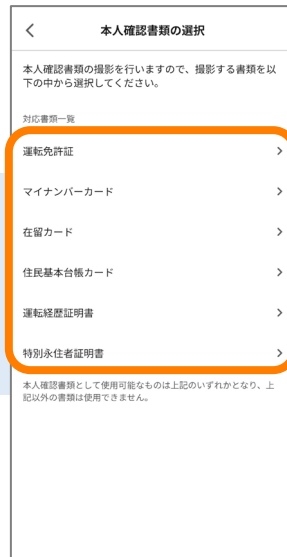 本人確認書類の選択
本人確認書類の撮影を行いますので、撮影する書類を以
下の中から選択してください。
対応書類一覧
運転免許証
マイナンバーカード
在留カード
住民基本台帳カード
運転経歴証明書
特別永住者証明書
本人確認書類として使用可能なものは上記のいずれかとなり、上
記以外の書類は使用できません。